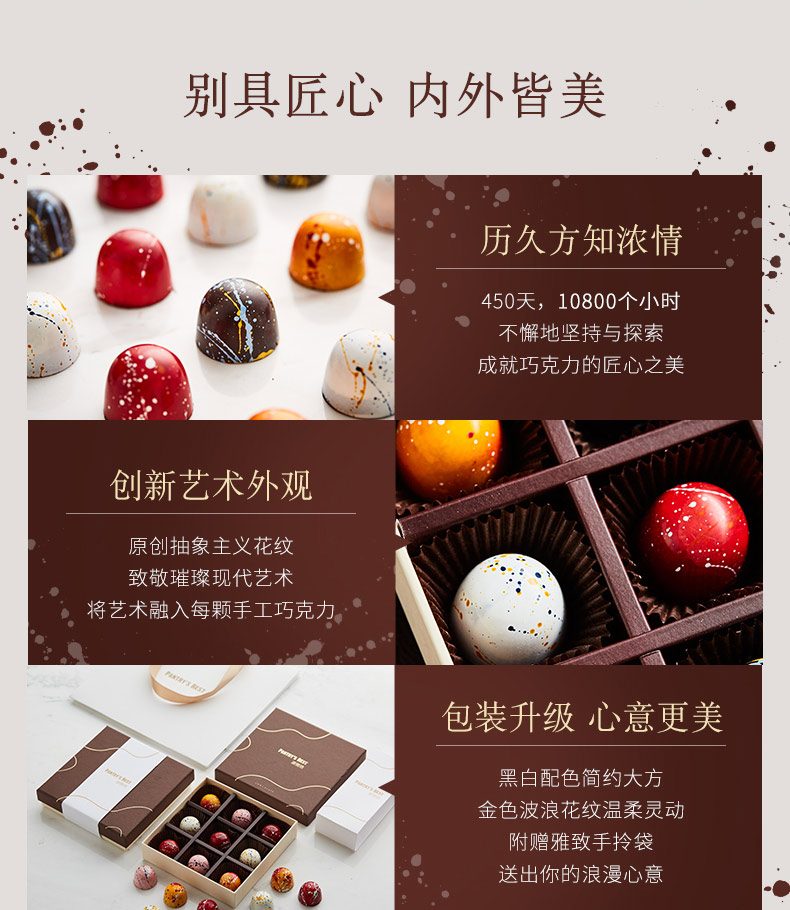 别具匠心 内外皆美
历久方知浓情
450天，10800个小时
不懈地坚持与探索
成就巧克力的匠心之美
创新艺术外观
原创抽象主义花纹
致敬璀璨现代艺术
将艺术融入每颗手工巧克力
PANTRY'S BEST
PANTRY'S BEST
PANTRY'S BEST
包装升级 心意更美
黑白配色简约大方
金色波浪花纹温柔灵动
附赠雅致手拎袋
送出你的浪漫心意